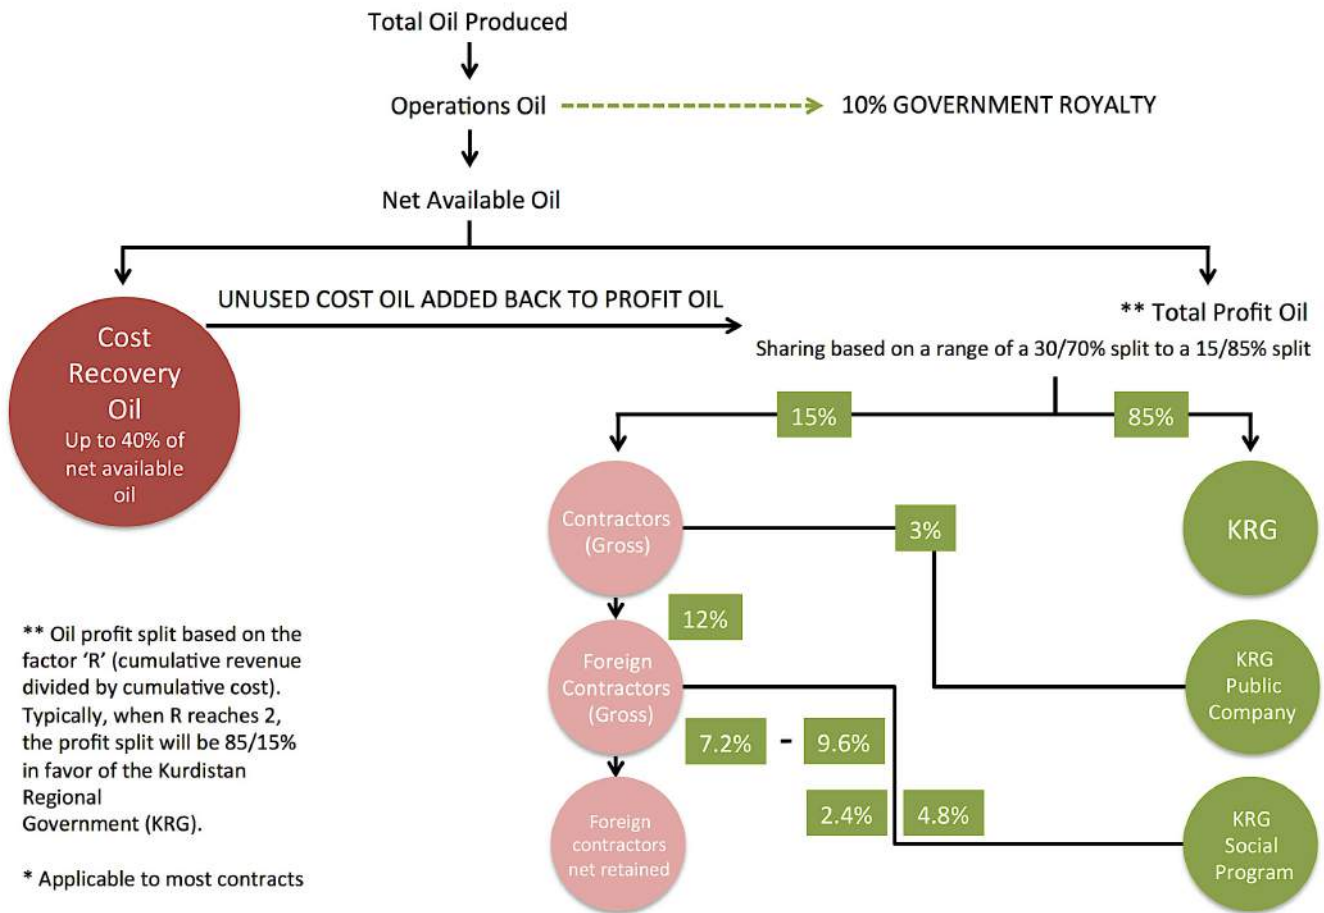 Total Oil Produced
Operations Oil
10% GOVERNMENT ROYALTY
Net Available Oil
UNUSED COST OIL ADDED BACK TO PROFIT OIL
Cost
Recovery
Oil
Up to 40% of
net available
oil
** Total Profit Oil
Sharing based on a range of a 30/70% split to a 15/85% split
15%
85%
Contractors
(Gross)
3%
KRG
12%
Foreign
Contractors
(Gross)
KRG
Public
Company
7.2% - 9.6%
2.4%
4.8%
Foreign
contractors
net retained
KRG
Social
Program
** Oil profit split based on the
factor ‘R’ (cumulative revenue
divided by cumulative cost).
Typically, when R reaches 2,
the profit split will be 85/15%
in favor of the Kurdistan
Regional
Government (KRG).
* Applicable to most contracts